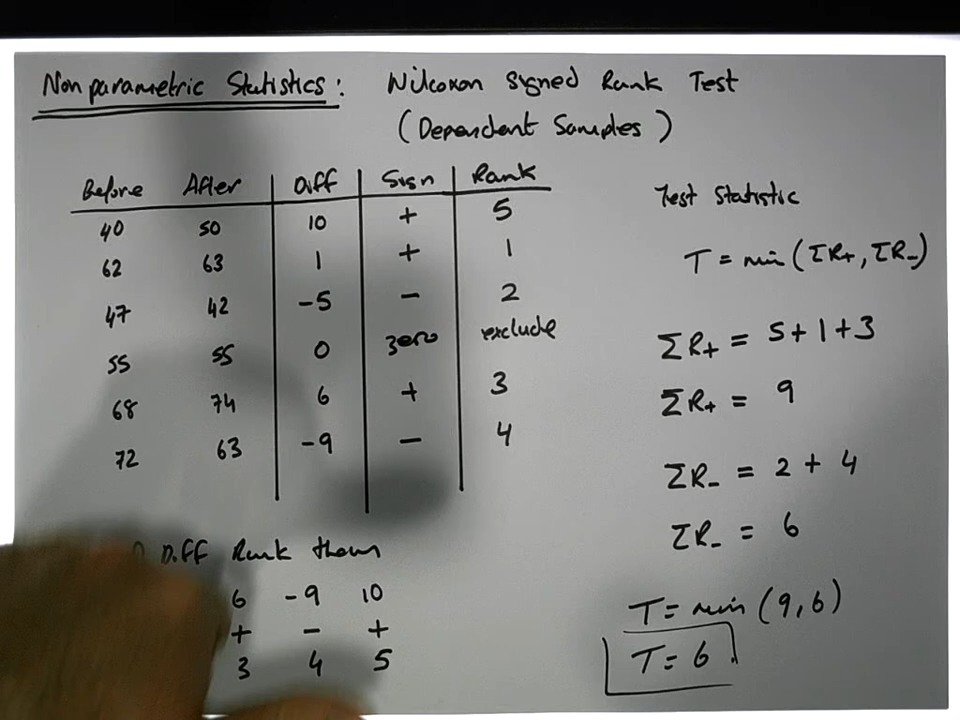 Nonparametric Statistics: Wilcoxon Signed Rank Test
(Dependent Samples)
Before After Diff Sign Rank
40 50 10 + 5
62 63 1 + 1
47 42 -5 - 2
55 55 0 zero exclude
68 74 6 + 3
72 63 -9 - 4
Diff Rank them
6 -9 10
+ - +
3 4 5
Test Statistic
T = min (ΣR+, ΣR-)
ΣR+ = 5+1+3
ΣR+ = 9
ΣR- = 2 + 4
ΣR- = 6
T = min (9,6)
T = 6